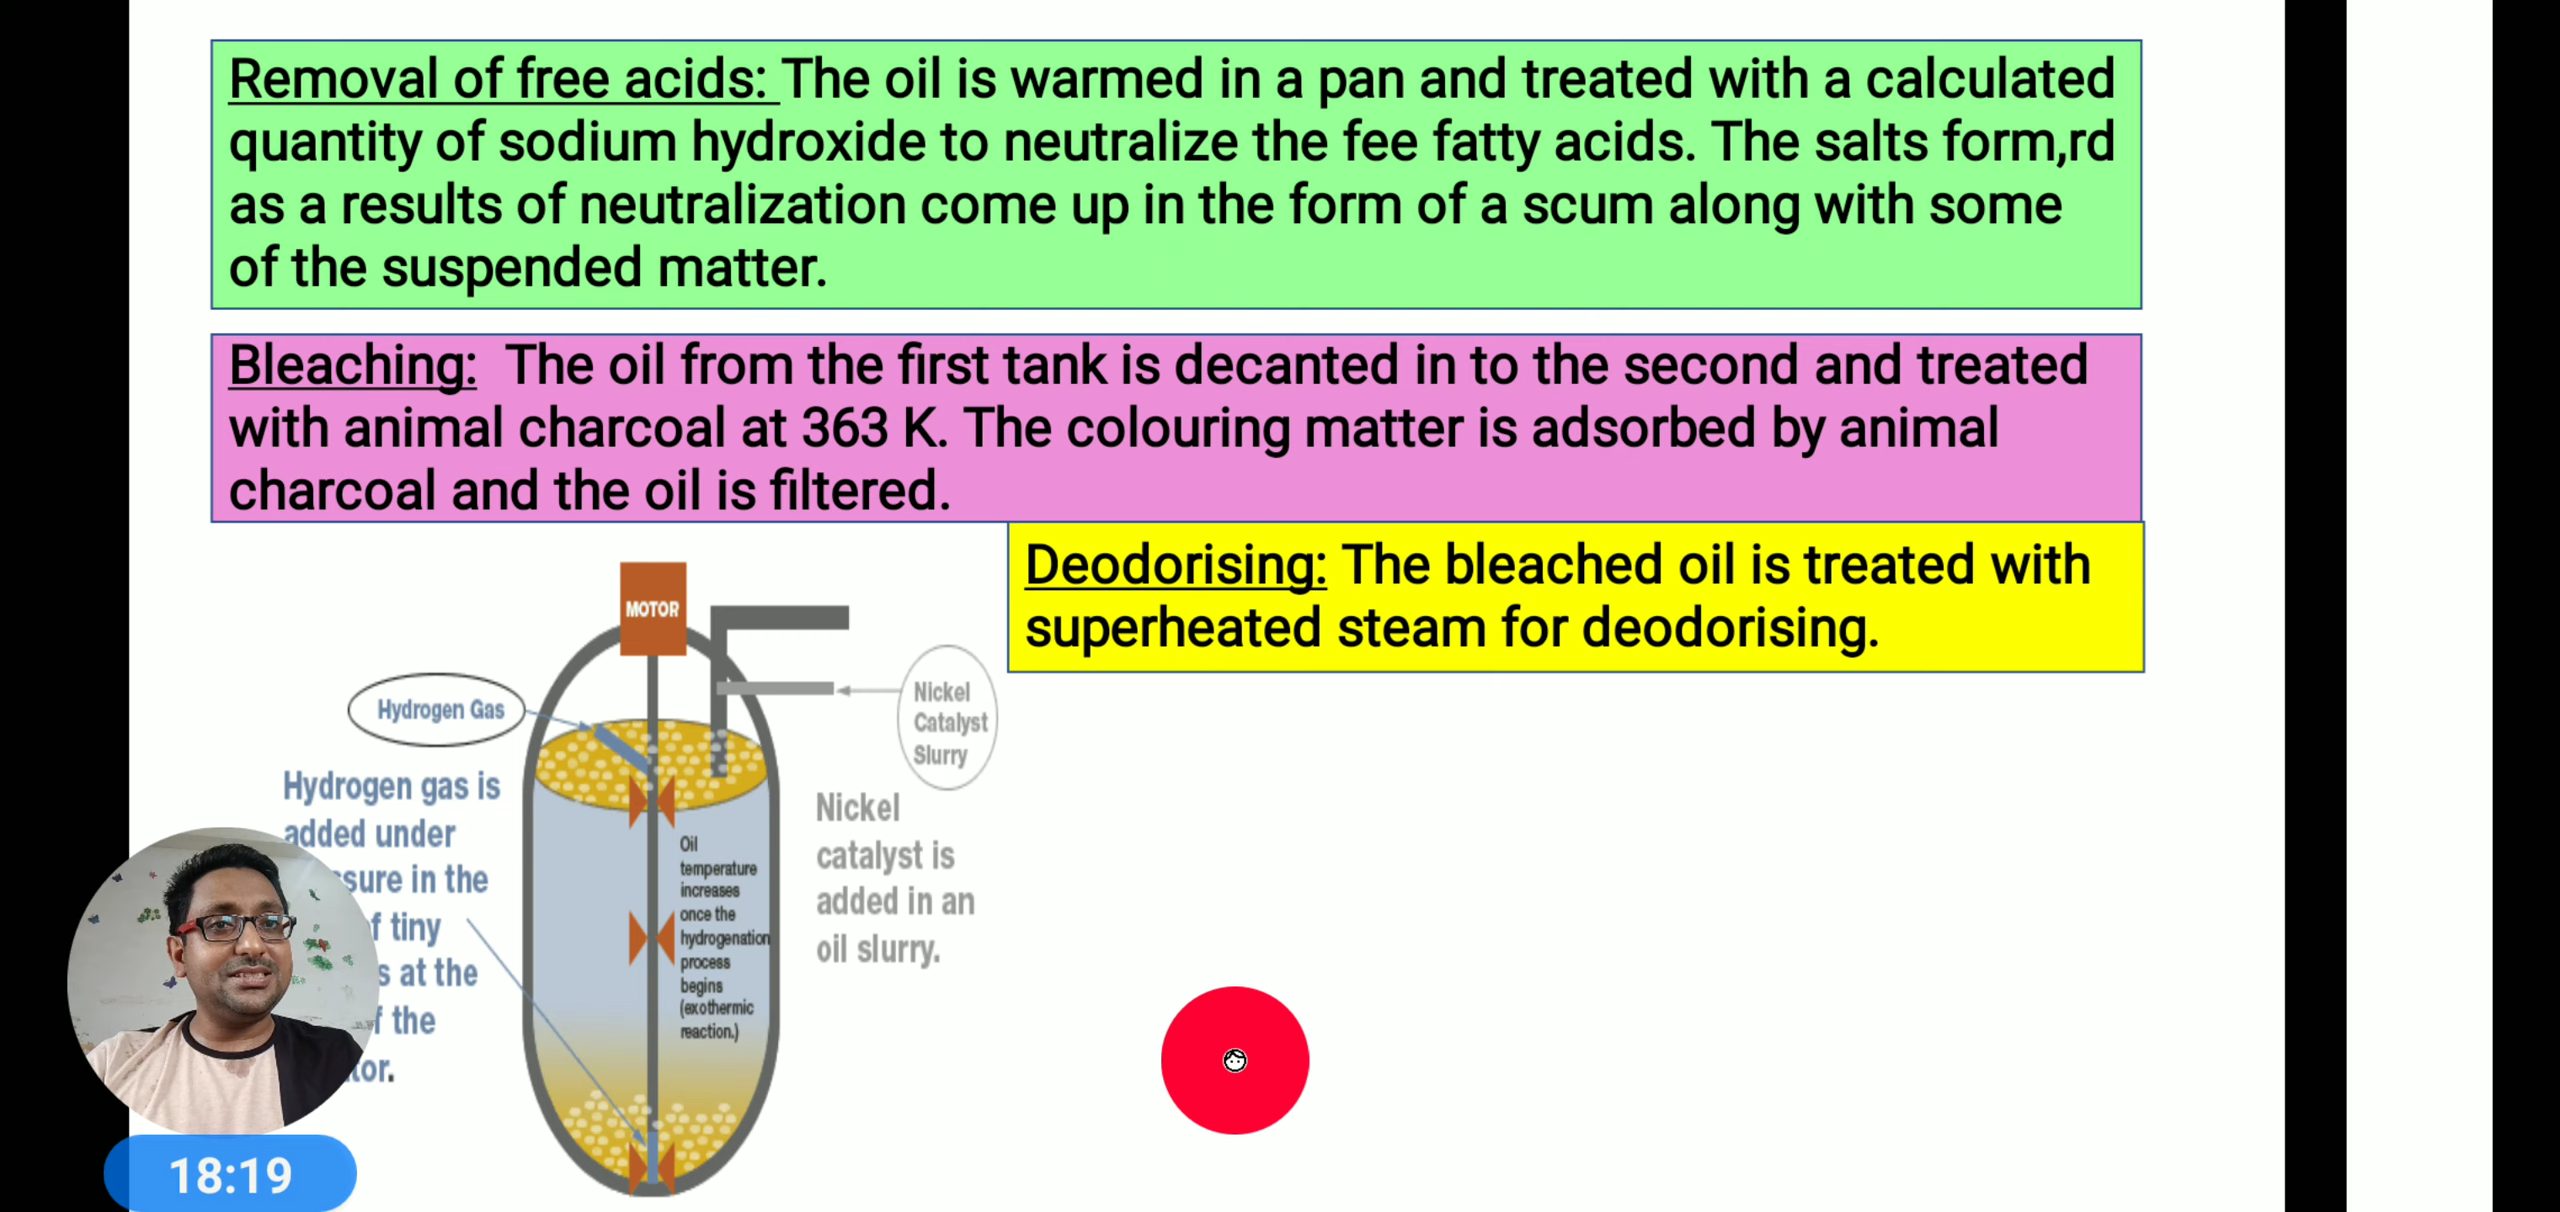 Removal of free acids: The oil is warmed in a pan and treated with a calculated
quantity of sodium hydroxide to neutralize the fee fatty acids. The salts form,rd
as a results of neutralization come up in the form of a scum along with some
of the suspended matter.
Bleaching: The oil from the first tank is decanted in to the second and treated
with animal charcoal at 363 K. The colouring matter is adsorbed by animal
charcoal and the oil is filtered.
Deodorising: The bleached oil is treated with
superheated steam for deodorising.
MOTOR
Hydrogen Gas
Nickel
Catalyst
Slurry
Hydrogen gas is
added under
in the
tiny
at the
the
Oil
temperature
increases
once the
hydrogenation
process
begins
(exothermic
reaction.)
Nickel
catalyst is
added in an
oil slurry.
18:19